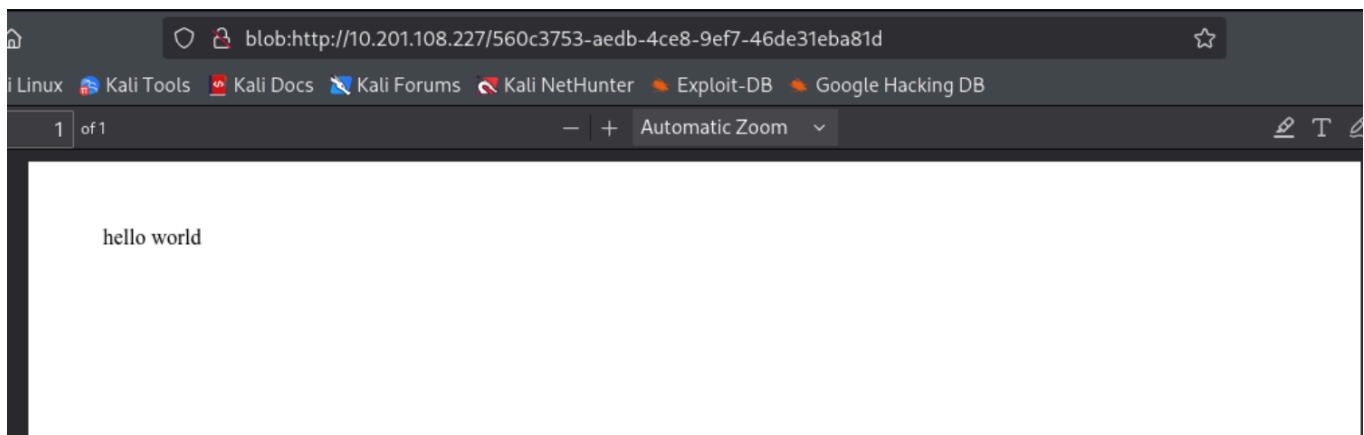 blob:http://10.201.108.227/560c3753-aedb-4ce8-9ef7-46de31eba81d
i Linux Kali Tools Kali Docs Kali Forums Kali NetHunter Exploit-DB Google Hacking DB
1 of 1 — + Automatic Zoom T
hello world